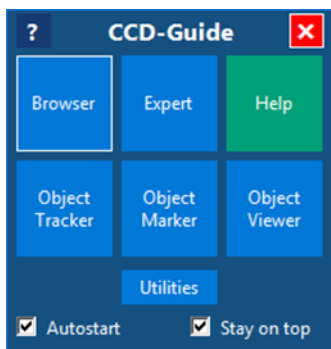 ? CCD-Guide ×
Browser Expert Help
Object Object Object
Tracker Marker Viewer
Utilities
Autostart Stay on top